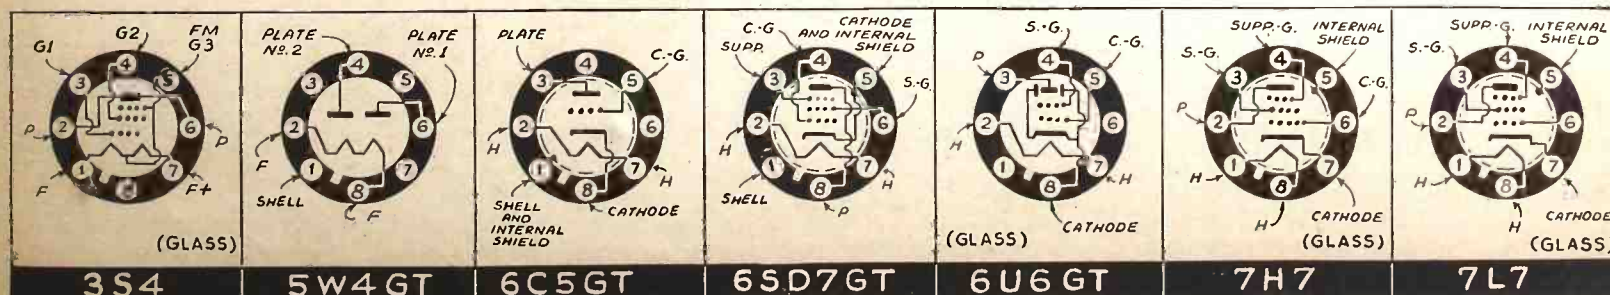 G1
G2
FM
G3
3
4
5
2
6
P
P
1
7
F
8
F+
(GLASS)
3S4
PLATE
No. 2
PLATE
No. 1
4
3
5
2
6
F
1
7
8
SHELL
F
5W4GT
PLATE
C.-G.
4
3
5
2
6
H
1
7
8
H
SHELL
AND
INTERNAL
SHIELD
CATHODE
6C5GT
C.-G
SUPP.
CATHODE
AND INTERNAL
SHIELD
S.-G.
4
3
5
2
6
H
1
7
8
H
SHELL
P
6SD7GT
S.-G.
P
C.-G.
4
3
5
2
6
H
1
7
8
H
(GLASS)
CATHODE
6U6GT
SUPP.-G.
INTERNAL
SHIELD
S.-G.
C.-G.
4
3
5
2
6
P
1
7
8
H
H
CATHODE
(GLASS)
7H7
SUPP.-G.
INTERNAL
SHIELD
S.-G.
4
3
5
2
6
P
1
7
8
H
H
CATHODE
(GLASS)
7L7